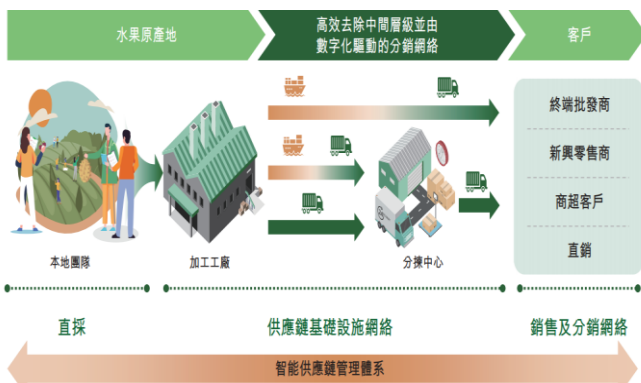 水果原產地
高效去除中間層級並由
數字化驅動的分銷網絡
客戶
終端批發商
新興零售商
商超客戶
直銷
本地團隊
加工工廠
分揀中心
直採
供應鏈基礎設施網絡
銷售及分銷網絡
智能供應鏈管理體系